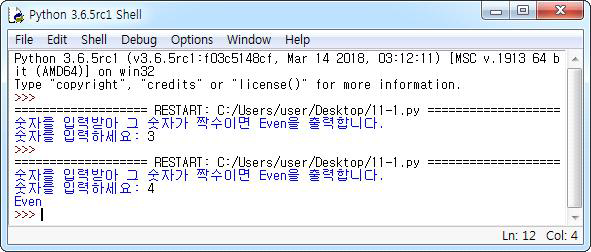 Python 3.6.5rc1 Shell
File Edit Shell Debug Options Window Help
Python 3.6.5rc1 (v3.6.5rc1:f03c5148cf, Mar 14 2018, 03:12:11) [MSC v.1913 64 b
it (AMD64)] on win32
Type "copyright", "credits" or "license()" for more information.
>>>
=================== RESTART: C:/Users/user/Desktop/11-1.py ===================
숫자를 입력받아 그 숫자가 짝수이면 Even을 출력합니다.
숫자를 입력하세요: 3
>>>
=================== RESTART: C:/Users/user/Desktop/11-1.py ===================
숫자를 입력받아 그 숫자가 짝수이면 Even을 출력합니다.
숫자를 입력하세요: 4
Even
>>>
Ln: 12 Col: 4